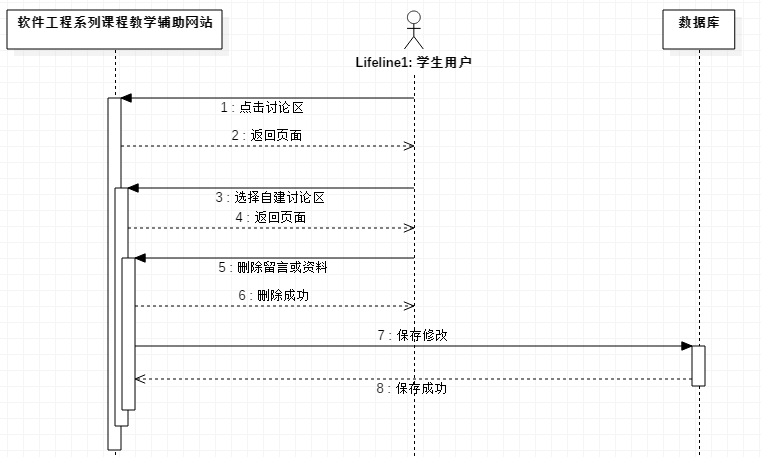 软件工程系列课程教学辅助网站
Lifeline1: 学生用户
数据库
1 : 点击讨论区
2 : 返回页面
3 : 选择自建讨论区
4 : 返回页面
5 : 删除留言或资料
6 : 删除成功
7 : 保存修改
8 : 保存成功